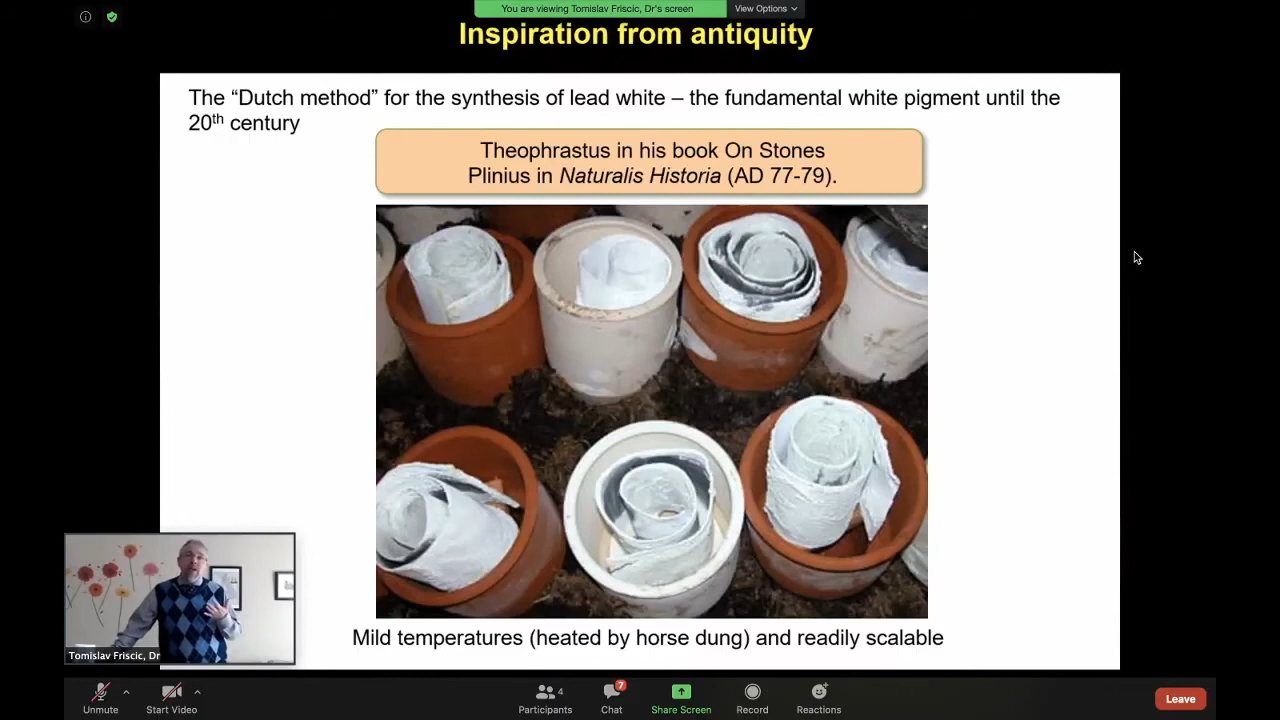 You are viewing Tomislav Friscic, Dr's screen
View Options
Inspiration from antiquity
The “Dutch method” for the synthesis of lead white – the fundamental white pigment until the
20th century
Theophrastus in his book On Stones
Plinius in Naturalis Historia (AD 77-79).
Mild temperatures (heated by horse dung) and readily scalable
Tomislav Friscic, Dr
Unmute
Start Video
4
Participants
7
Chat
Share Screen
Record
Reactions
Leave